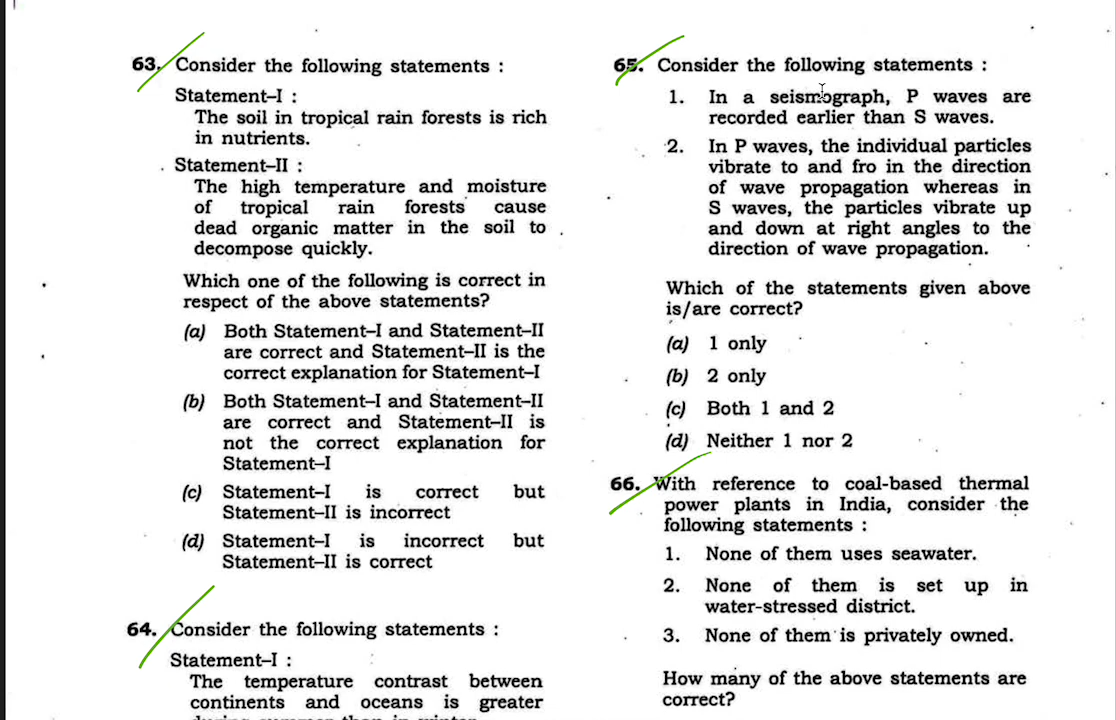 63. Consider the following statements :
Statement–I :
The soil in tropical rain forests is rich
in nutrients.
Statement–II :
The high temperature and moisture
of tropical rain forests cause
dead organic matter in the soil to
decompose quickly.
Which one of the following is correct in
respect of the above statements?
(a) Both Statement–I and Statement–II
are correct and Statement–II is the
correct explanation for Statement–I
(b) Both Statement–I and Statement–II
are correct and Statement–II is
not the correct explanation for
Statement–I
(c) Statement–I is correct but
Statement–II is incorrect
(d) Statement–I is incorrect but
Statement–II is correct
64. Consider the following statements :
Statement–I :
The temperature contrast between
continents and oceans is greater
during summer than in winter.
65. Consider the following statements :
1. In a seismograph, P waves are
recorded earlier than S waves.
2. In P waves, the individual particles
vibrate to and fro in the direction
of wave propagation whereas in
S waves, the particles vibrate up
and down at right angles to the
direction of wave propagation.
Which of the statements given above
is/are correct?
(a) 1 only
(b) 2 only
(c) Both 1 and 2
(d) Neither 1 nor 2
66. With reference to coal-based thermal
power plants in India, consider the
following statements :
1. None of them uses seawater.
2. None of them is set up in
water-stressed district.
3. None of them is privately owned.
How many of the above statements are
correct?